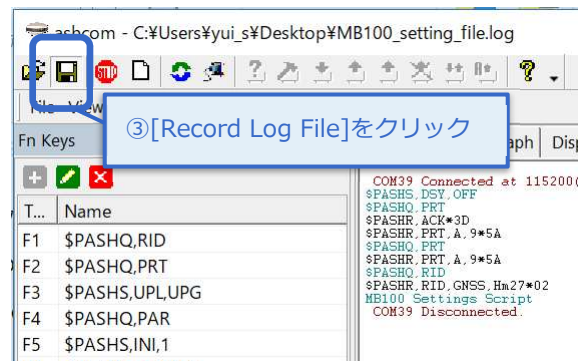 ashcom - C:¥Users¥yui_s¥Desktop¥MB100_setting_file.log
File View
③[Record Log File]をクリック
Fn Keys
aph Disp
T... Name
F1 $PASHQ,RID
F2 $PASHQ,PRT
F3 $PASHS,UPL,UPG
F4 $PASHQ,PAR
F5 $PASHS,INI,1
COM39 Connected at 115200(
$PASHS,DSY,OFF
$PASHQ,PRT
$PASHR,ACK*3D
$PASHR,PRT,A,9*5A
$PASHQ,PRT
$PASHR,PRT,A,9*5A
$PASHQ,RID
$PASHR,RID,GNSS,Hm27*02
MB100 Settings Script
COM39 Disconnected.